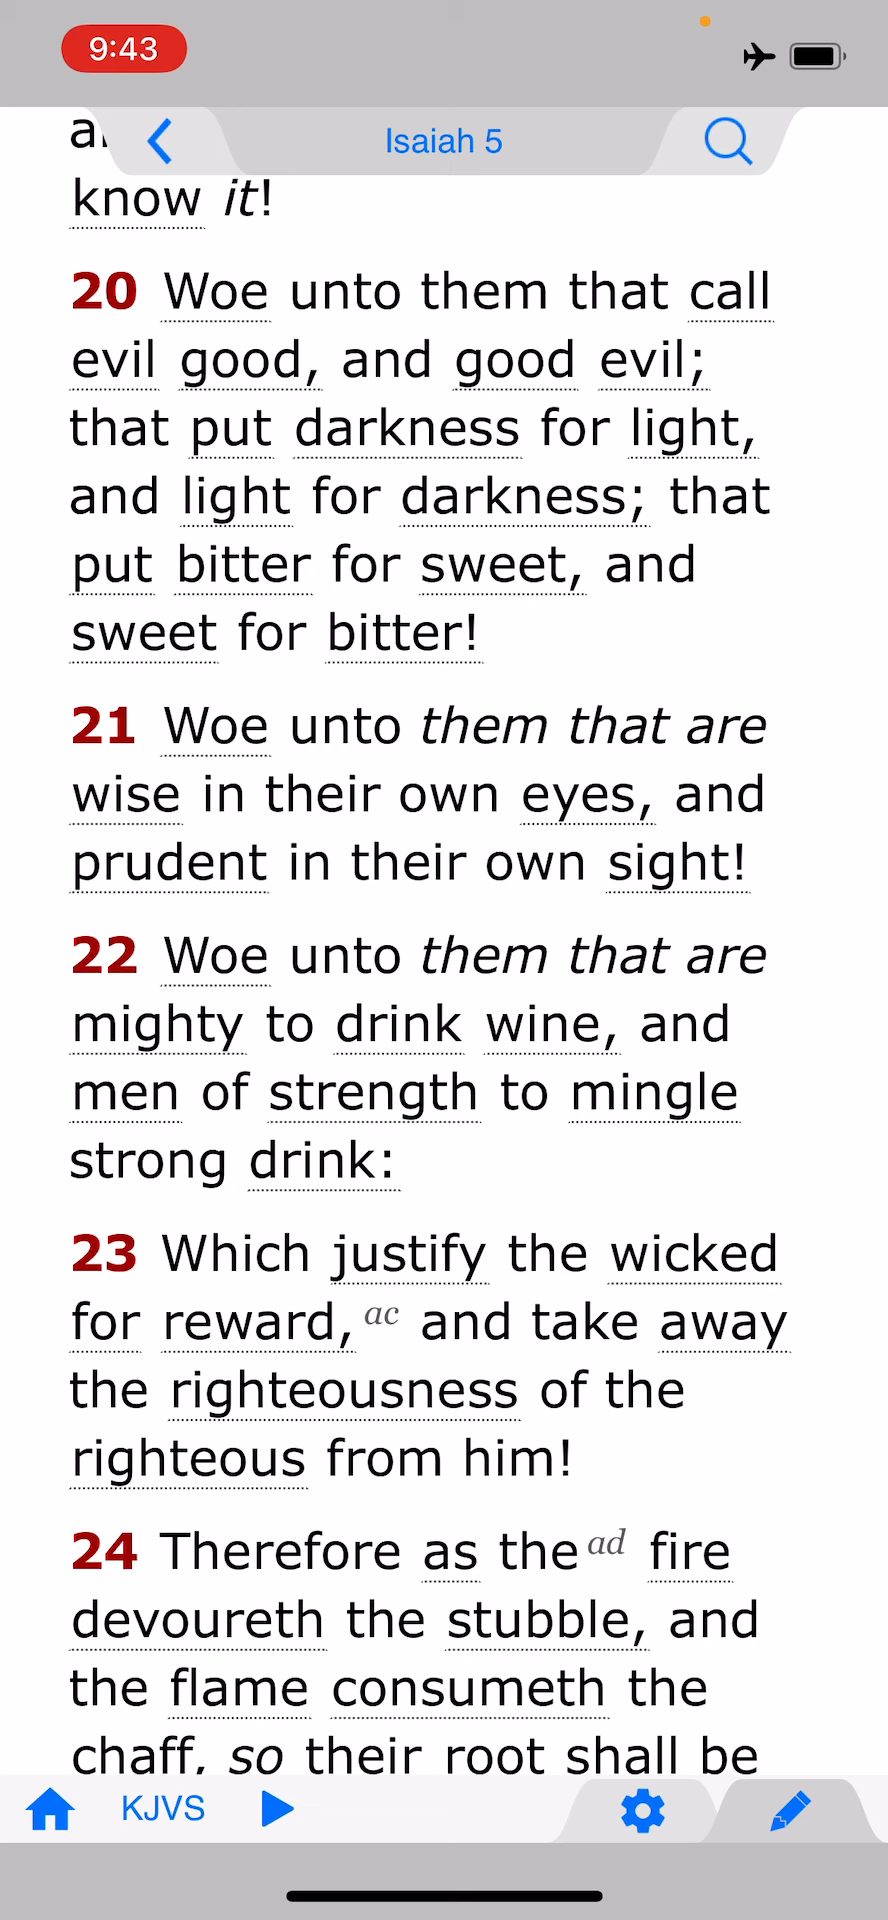 9:43
Isaiah 5
know it!
20 Woe unto them that call
evil good, and good evil;
that put darkness for light,
and light for darkness; that
put bitter for sweet, and
sweet for bitter!
21 Woe unto them that are
wise in their own eyes, and
prudent in their own sight!
22 Woe unto them that are
mighty to drink wine, and
men of strength to mingle
strong drink:
23 Which justify the wicked
for reward, ac and take away
the righteousness of the
righteous from him!
24 Therefore as the ad fire
devoureth the stubble, and
the flame consumeth the
chaff, so their root shall be
KJVS